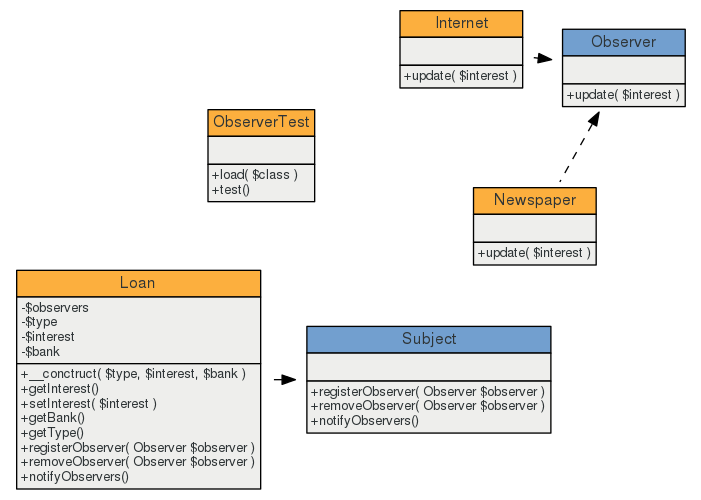 Internet
+update( $interest )
Observer
+update( $interest )
ObserverTest
+load( $class )
+test()
Newspaper
+update( $interest )
Loan
-$observers
-$type
-$interest
-$bank
+__conctruct( $type, $interest, $bank )
+getInterest()
+setInterest( $interest )
+getBank()
+getType()
+registerObserver( Observer $observer )
+removeObserver( Observer $observer )
+notifyObservers()
Subject
+registerObserver( Observer $observer )
+removeObserver( Observer $observer )
+notifyObservers()